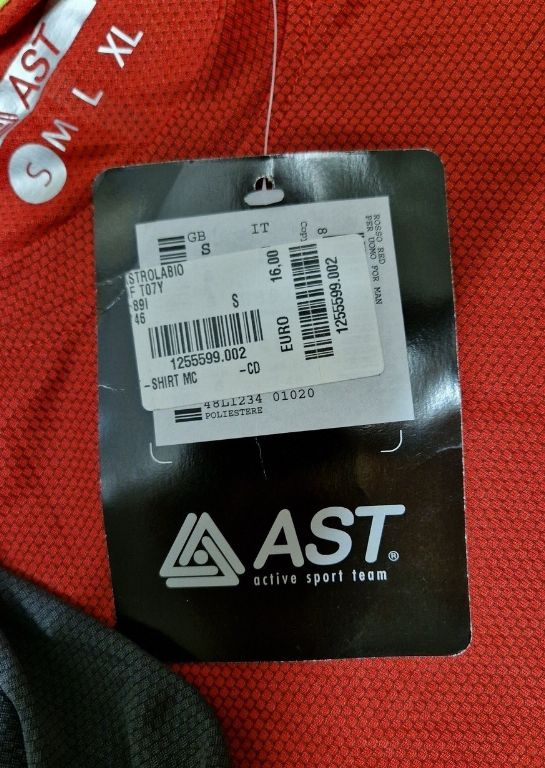 AST
S M L XL
GB IT
S
ROSSO RED
PER UOMO FOR MAN
STROLABIO
F T07Y
89I
46
S
1255599.002
-SHIRT MC -CD
16,00
EURO
1255599.002
48L1234 01020
POLIESTERE
AST®
active sport team